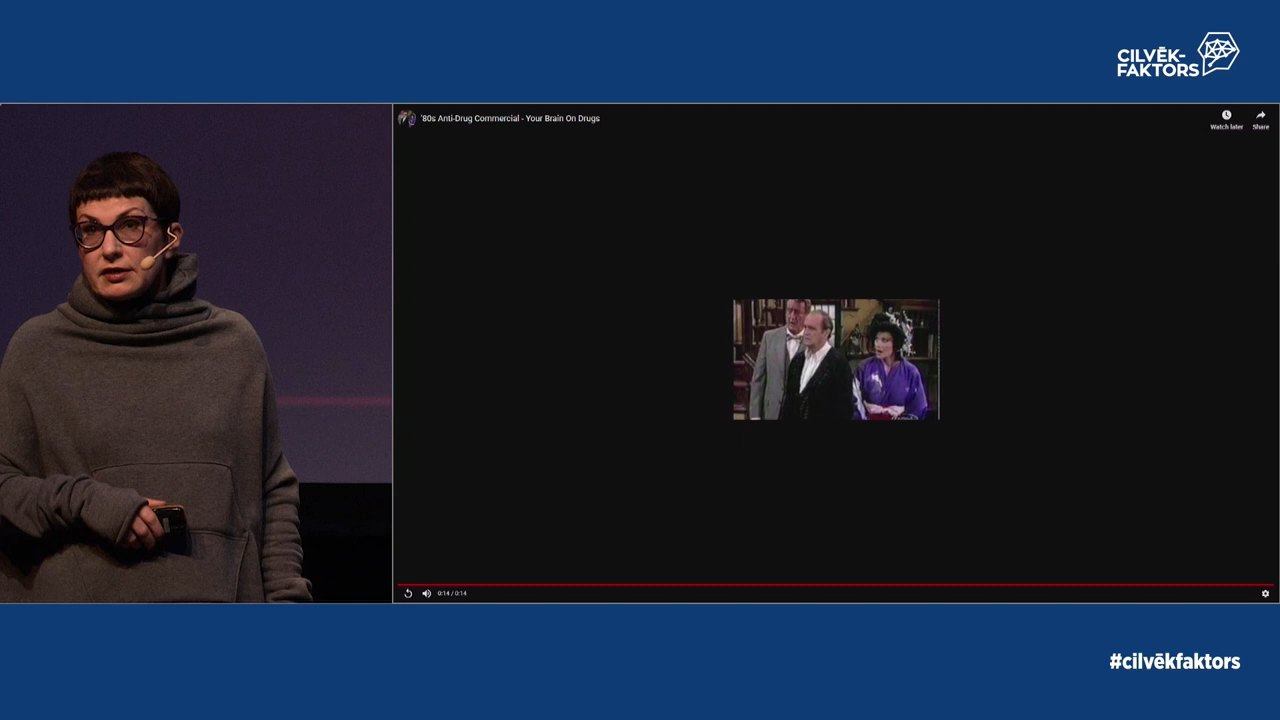 CILVĒK-
FAKTORS
'80s Anti-Drug Commercial - Your Brain On Drugs
Watch later
Share
0:14 / 0:14
#cilvēkfaktors